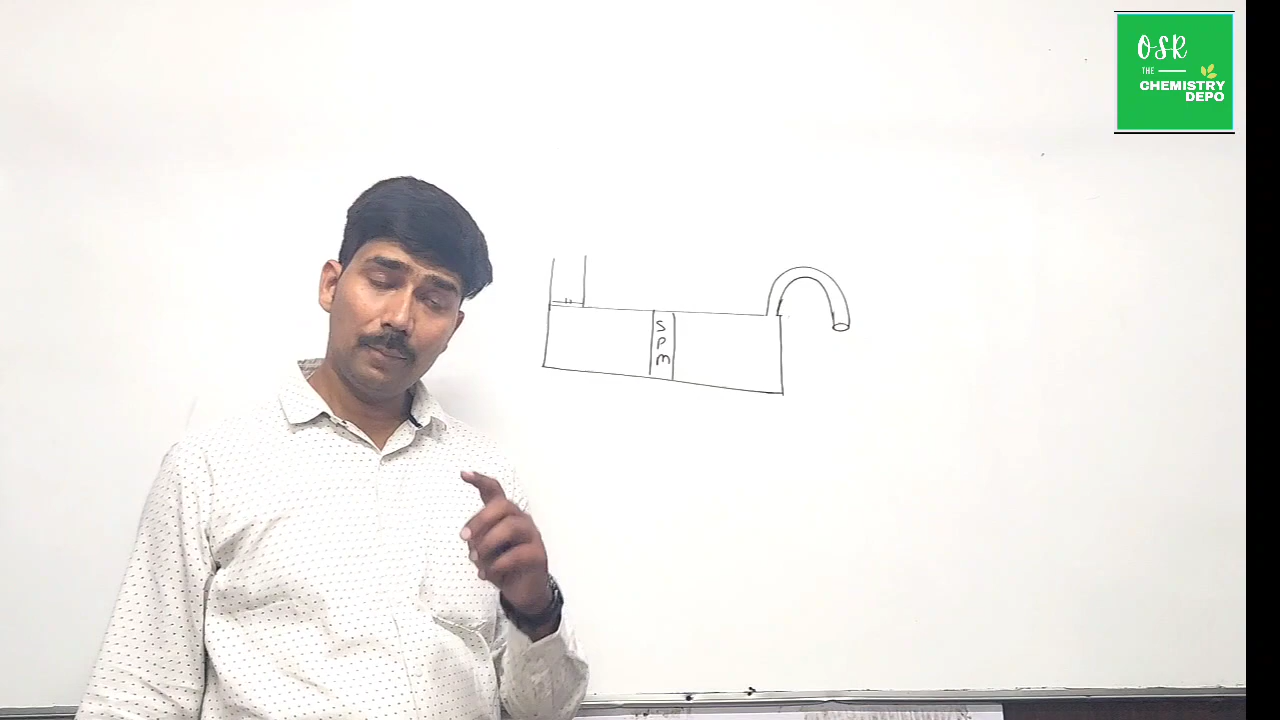 OSR
THE
CHEMISTRY
DEPO
S
P
M